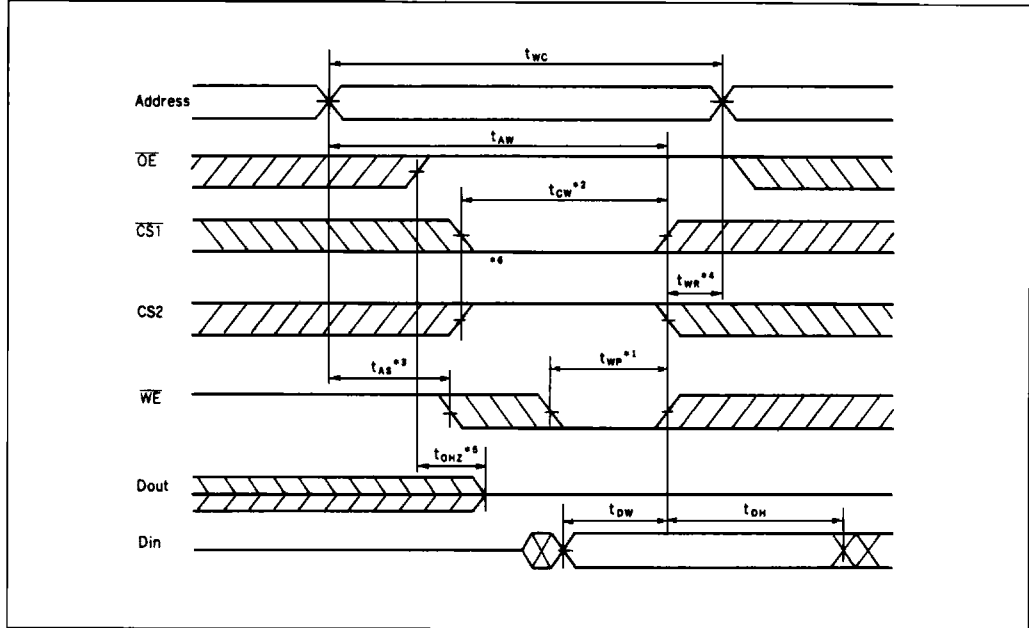 tWC
Address
tAW
OE
tCW*2
CS1
*6
tWR*4
CS2
tAS*3
tWP*1
WE
tOHZ*5
Dout
tDW
tDH
Din